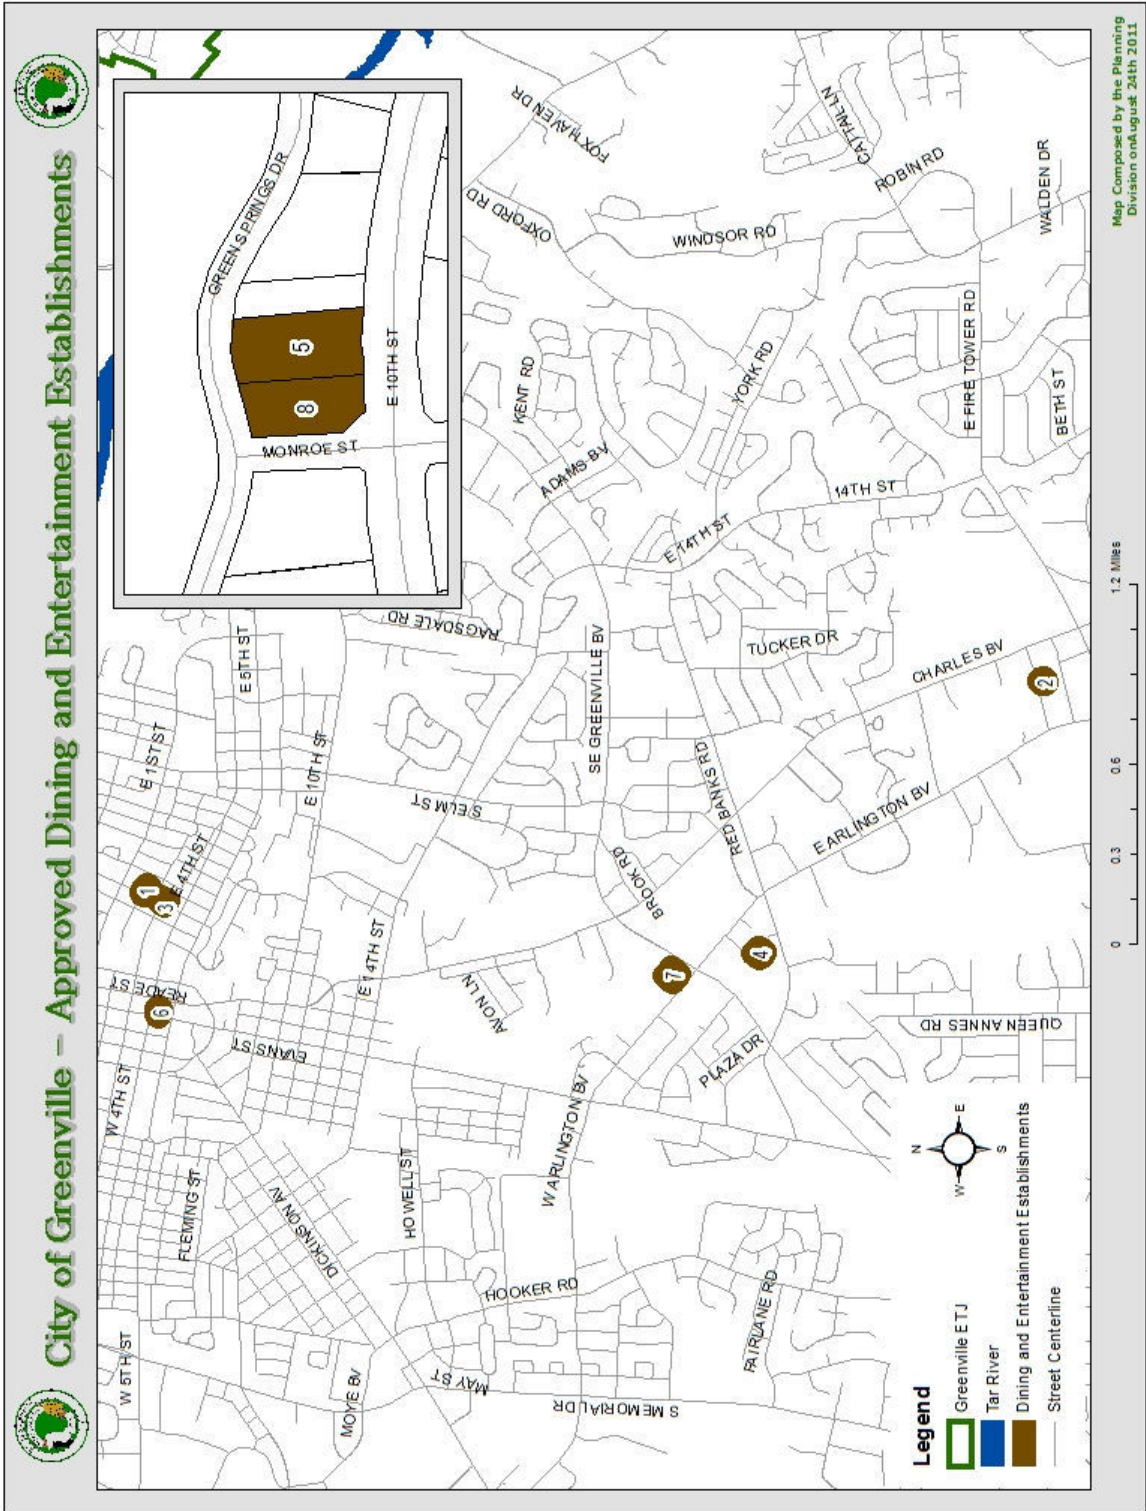 City of Greenville – Approved Dining and Entertainment Establishments
W 5TH ST
W 4TH ST
READE ST
E 1ST ST
E 4TH ST
E 5TH ST
FLEMING ST
EVANS ST
E 10TH ST
MOYE BV
DICKINSON AV
E 14TH ST
HOWELL ST
MAY ST
HOOKER RD
S ELM ST
RAGSDALE RD
AVON LN
S MEMORIAL DR
W ARLINGTON BV
SE GREENVILLE BV
BROOK RD
PLAZA DR
RED BANKS RD
FAIRLANE RD
QUEEN ANNES RD
E ARLINGTON BV
TUCKER DR
CHARLES BV
E 14TH ST
14TH ST
ADAMS BV
KENT RD
YORK RD
OXFORD RD
FOXHAVEN DR
WINDSOR RD
CATTAIL LN
ROBIN RD
E FIRE TOWER RD
WALDEN DR
BETH ST
1
3
6
7
4
2
GREEN SPRINGS DR
MONROE ST
E 10TH ST
8
5
Legend
Greenville ETJ
Tar River
Dining and Entertainment Establishments
Street Centerline
N
W
E
S
0
0.3
0.6
1.2 Miles
Map Composed by the Planning
Division on August 24th 2011